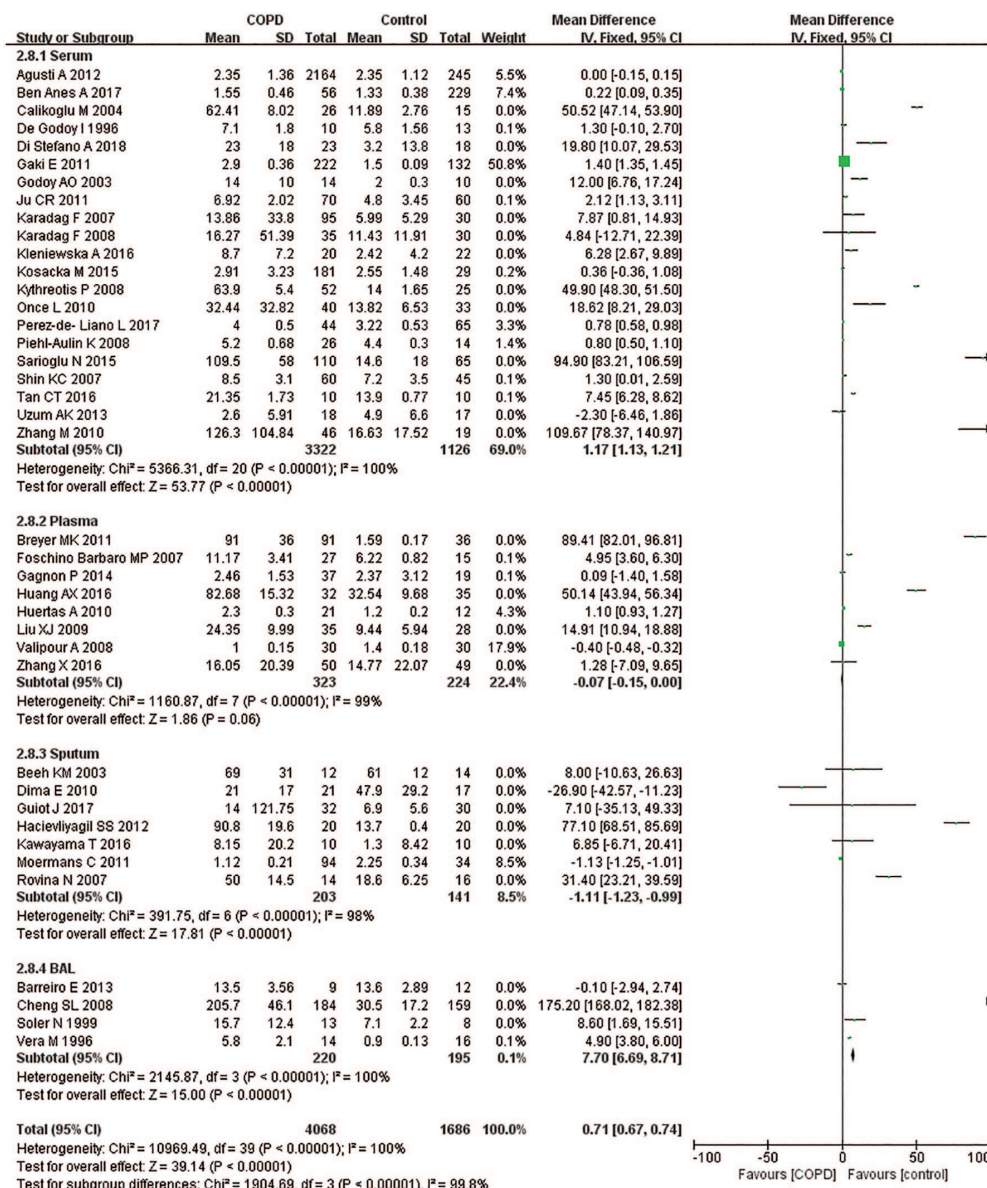 COPD Control Mean Difference Mean Difference
Study or Subgroup Mean SD Total Mean SD Total Weight IV, Fixed, 95% CI IV, Fixed, 95% CI
2.8.1 Serum
Agusti A 2012 2.35 1.36 2164 2.35 1.12 245 5.5% 0.00 [-0.15, 0.15]
Ben Anes A 2017 1.55 0.46 56 1.33 0.38 229 7.4% 0.22 [0.09, 0.35]
Calikoglu M 2004 62.41 8.02 26 11.89 2.76 15 0.0% 50.52 [47.14, 53.90]
De Godoy I 1996 7.1 1.8 10 5.8 1.56 13 0.1% 1.30 [-0.10, 2.70]
Di Stefano A 2018 23 18 23 3.2 13.8 18 0.0% 19.80 [10.07, 29.53]
Gaki E 2011 2.9 0.36 222 1.5 0.09 132 50.8% 1.40 [1.35, 1.45]
Godoy AO 2003 14 10 14 2 0.3 10 0.0% 12.00 [6.76, 17.24]
Ju CR 2011 6.92 2.02 70 4.8 3.45 60 0.1% 2.12 [1.13, 3.11]
Karadag F 2007 13.86 33.8 95 5.99 5.29 30 0.0% 7.87 [0.81, 14.93]
Karadag F 2008 16.27 51.39 35 11.43 11.91 30 0.0% 4.84 [-12.71, 22.39]
Kleniewska A 2016 8.7 7.2 20 2.42 4.2 22 0.0% 6.28 [2.67, 9.89]
Kosacka M 2015 2.91 3.23 181 2.55 1.48 29 0.2% 0.36 [-0.36, 1.08]
Kythreotis P 2008 63.9 5.4 52 14 1.65 25 0.0% 49.90 [48.30, 51.50]
Once L 2010 32.44 32.82 40 13.82 6.53 33 0.0% 18.62 [8.21, 29.03]
Perez-de- Liano L 2017 4 0.5 44 3.22 0.53 65 3.3% 0.78 [0.58, 0.98]
Piehl-Aulin K 2008 5.2 0.68 26 4.4 0.3 14 1.4% 0.80 [0.50, 1.10]
Sarioglu N 2015 109.5 58 110 14.6 18 65 0.0% 94.90 [83.21, 106.59]
Shin KC 2007 8.5 3.1 60 7.2 3.5 45 0.1% 1.30 [0.01, 2.59]
Tan CT 2016 21.35 1.73 10 13.9 0.77 10 0.1% 7.45 [6.28, 8.62]
Uzum AK 2013 2.6 5.91 18 4.9 6.6 17 0.0% -2.30 [-6.46, 1.86]
Zhang M 2010 126.3 104.84 46 16.63 17.52 19 0.0% 109.67 [78.37, 140.97]
Subtotal (95% CI) 3322 1126 69.0% 1.17 [1.13, 1.21]
Heterogeneity: Chi² = 5366.31, df = 20 (P < 0.00001); I² = 100%
Test for overall effect: Z = 53.77 (P < 0.00001)
2.8.2 Plasma
Breyer MK 2011 91 36 91 1.59 0.17 36 0.0% 89.41 [82.01, 96.81]
Foschino Barbaro MP 2007 11.17 3.41 27 6.22 0.82 15 0.1% 4.95 [3.60, 6.30]
Gagnon P 2014 2.46 1.53 37 2.37 3.12 19 0.1% 0.09 [-1.40, 1.58]
Huang AX 2016 82.68 15.32 32 32.54 9.68 35 0.0% 50.14 [43.94, 56.34]
Huertas A 2010 2.3 0.3 21 1.2 0.2 12 4.3% 1.10 [0.93, 1.27]
Liu XJ 2009 24.35 9.99 35 9.44 5.94 28 0.0% 14.91 [10.94, 18.88]
Valipour A 2008 1 0.15 30 1.4 0.18 30 17.9% -0.40 [-0.48, -0.32]
Zhang X 2016 16.05 20.39 50 14.77 22.07 49 0.0% 1.28 [-7.09, 9.65]
Subtotal (95% CI) 323 224 22.4% -0.07 [-0.15, 0.00]
Heterogeneity: Chi² = 1160.87, df = 7 (P < 0.00001); I² = 99%
Test for overall effect: Z = 1.86 (P = 0.06)
2.8.3 Sputum
Beeh KM 2003 69 31 12 61 12 14 0.0% 8.00 [-10.63, 26.63]
Dima E 2010 21 17 21 47.9 29.2 17 0.0% -26.90 [-42.57, -11.23]
Guiot J 2017 14 121.75 32 6.9 5.6 30 0.0% 7.10 [-35.13, 49.33]
Hacievliyagil SS 2012 90.8 19.6 20 13.7 0.4 20 0.0% 77.10 [68.51, 85.69]
Kawayama T 2016 8.15 20.2 10 1.3 8.42 10 0.0% 6.85 [-6.71, 20.41]
Moermans C 2011 1.12 0.21 94 2.25 0.34 34 8.5% -1.13 [-1.25, -1.01]
Rovina N 2007 50 14.5 14 18.6 6.25 16 0.0% 31.40 [23.21, 39.59]
Subtotal (95% CI) 203 141 8.5% -1.11 [-1.23, -0.99]
Heterogeneity: Chi² = 391.75, df = 6 (P < 0.00001); I² = 98%
Test for overall effect: Z = 17.81 (P < 0.00001)
2.8.4 BAL
Barreiro E 2013 13.5 3.56 9 13.6 2.89 12 0.0% -0.10 [-2.94, 2.74]
Cheng SL 2008 205.7 46.1 184 30.5 17.2 159 0.0% 175.20 [168.02, 182.38]
Soler N 1999 15.7 12.4 13 7.1 2.2 8 0.0% 8.60 [1.69, 15.51]
Vera M 1996 5.8 2.1 14 0.9 0.13 16 0.1% 4.90 [3.80, 6.00]
Subtotal (95% CI) 220 195 0.1% 7.70 [6.69, 8.71]
Heterogeneity: Chi² = 2145.87, df = 3 (P < 0.00001); I² = 100%
Test for overall effect: Z = 15.00 (P < 0.00001)
Total (95% CI) 4068 1686 100.0% 0.71 [0.67, 0.74]
Heterogeneity: Chi² = 10969.49, df = 39 (P < 0.00001); I² = 100%
Test for overall effect: Z = 39.14 (P < 0.00001)
Test for subgroup differences: Chi² = 1904.69, df = 3 (P < 0.00001), I² = 99.8%
-100 -50 0 50 100
Favours [COPD] Favours [control]